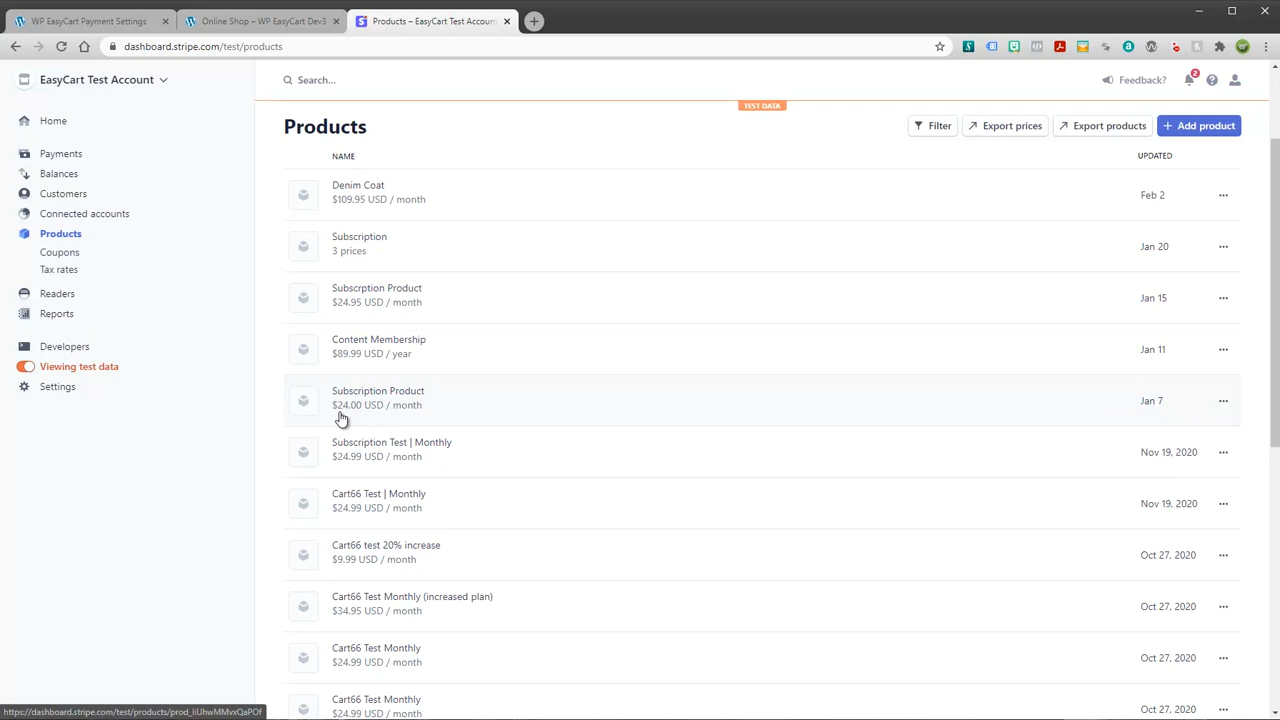 WP EasyCart Payment Settings
Online Shop – WP EasyCart Dev3
Products – EasyCart Test Account
dashboard.stripe.com/test/products
EasyCart Test Account
Search...
Feedback?
2
TEST DATA
Home
Payments
Balances
Customers
Connected accounts
Products
Coupons
Tax rates
Readers
Reports
Developers
Viewing test data
Settings
Products
Filter
Export prices
Export products
+ Add product
NAME
UPDATED
Denim Coat
$109.95 USD / month
Feb 2
Subscription
3 prices
Jan 20
Subscrption Product
$24.95 USD / month
Jan 15
Content Membership
$89.99 USD / year
Jan 11
Subscription Product
$24.00 USD / month
Jan 7
Subscription Test | Monthly
$24.99 USD / month
Nov 19, 2020
Cart66 Test | Monthly
$24.99 USD / month
Nov 19, 2020
Cart66 test 20% increase
$9.99 USD / month
Oct 27, 2020
Cart66 Test Monthly (increased plan)
$34.95 USD / month
Oct 27, 2020
Cart66 Test Monthly
$24.99 USD / month
Oct 27, 2020
Cart66 Test Monthly
$24.99 USD / month
Oct 27, 2020